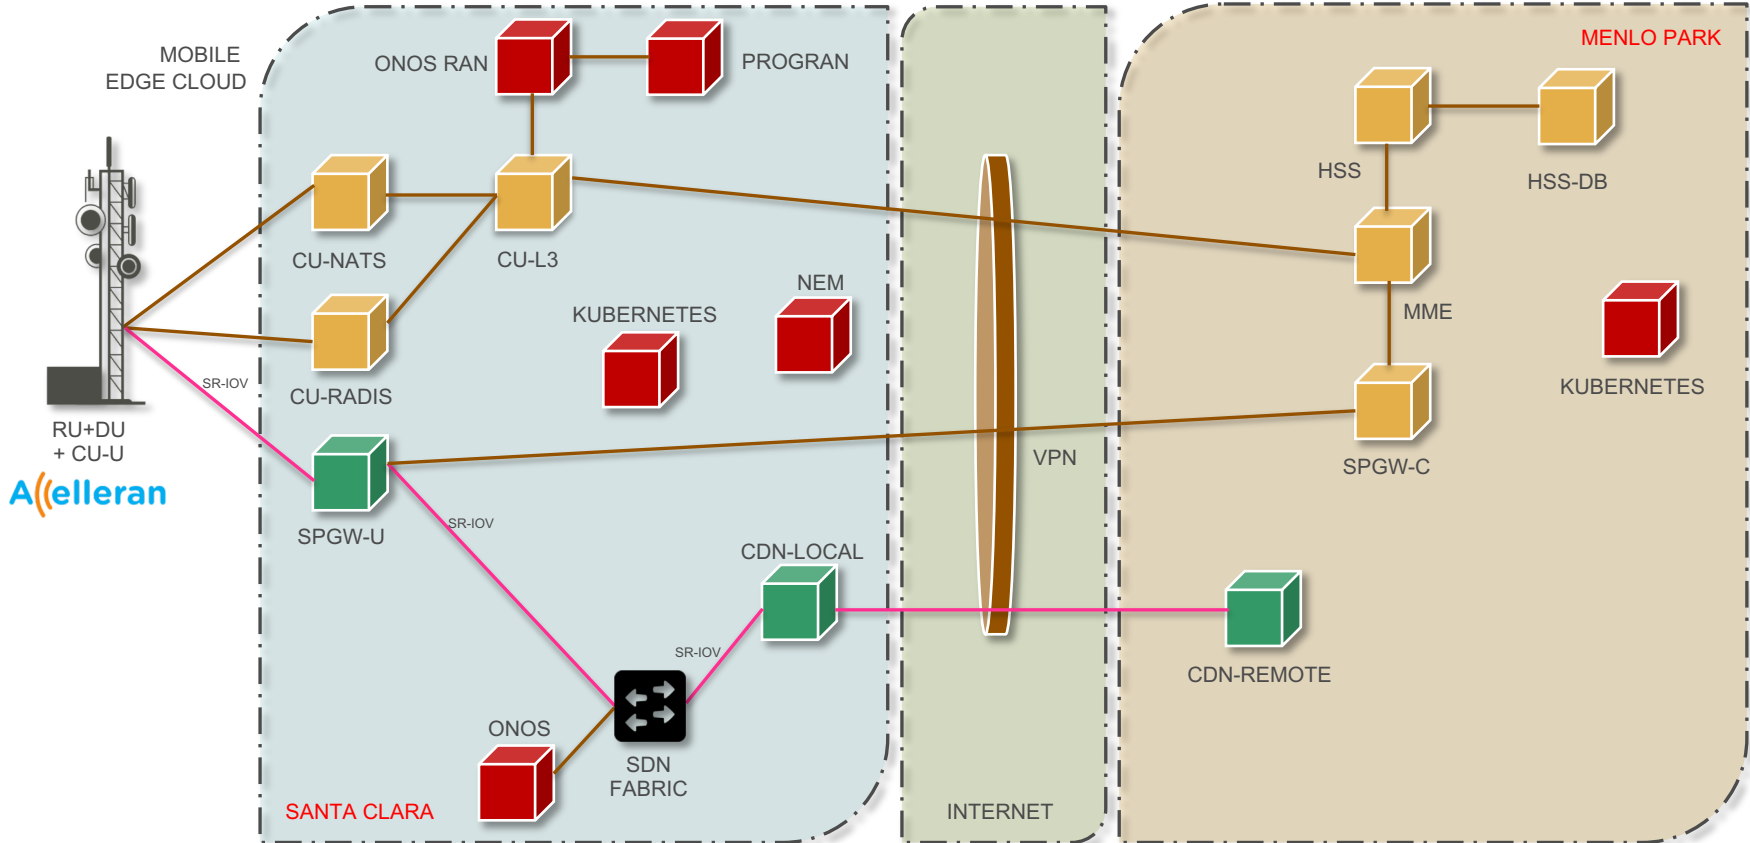 MOBILE
EDGE CLOUD
ONOS RAN
PROGRAN
MENLO PARK
HSS
HSS-DB
CU-NATS
CU-L3
NEM
KUBERNETES
MME
SR-IOV
CU-RADIS
KUBERNETES
RU+DU
+ CU-U
Accelleran
VPN
SPGW-C
SPGW-U
SR-IOV
CDN-LOCAL
SR-IOV
CDN-REMOTE
ONOS
SDN
FABRIC
SANTA CLARA
INTERNET